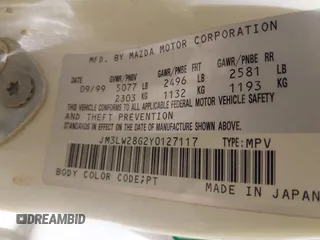 MFD. BY MAZDA MOTOR CORPORATION
DATE GVWR/PNBV GAWR/PNBE FRT GAWR/PNBE RR
09/99 5077 LB 2496 LB 2581 LB
2303 KG 1132 KG 1193 KG
THIS VEHICLE CONFORMS TO ALL APPLICABLE
FEDERAL MOTOR VEHICLE SAFETY
STANDARDS IN EFFECT ON THE DATE OF MANUFACTURE
AND THEFT PREVENTION
JM3LW28G2Y0127117 TYPE: MPV
BODY COLOR CODE: PT
MADE IN JAPAN
DREAMBID